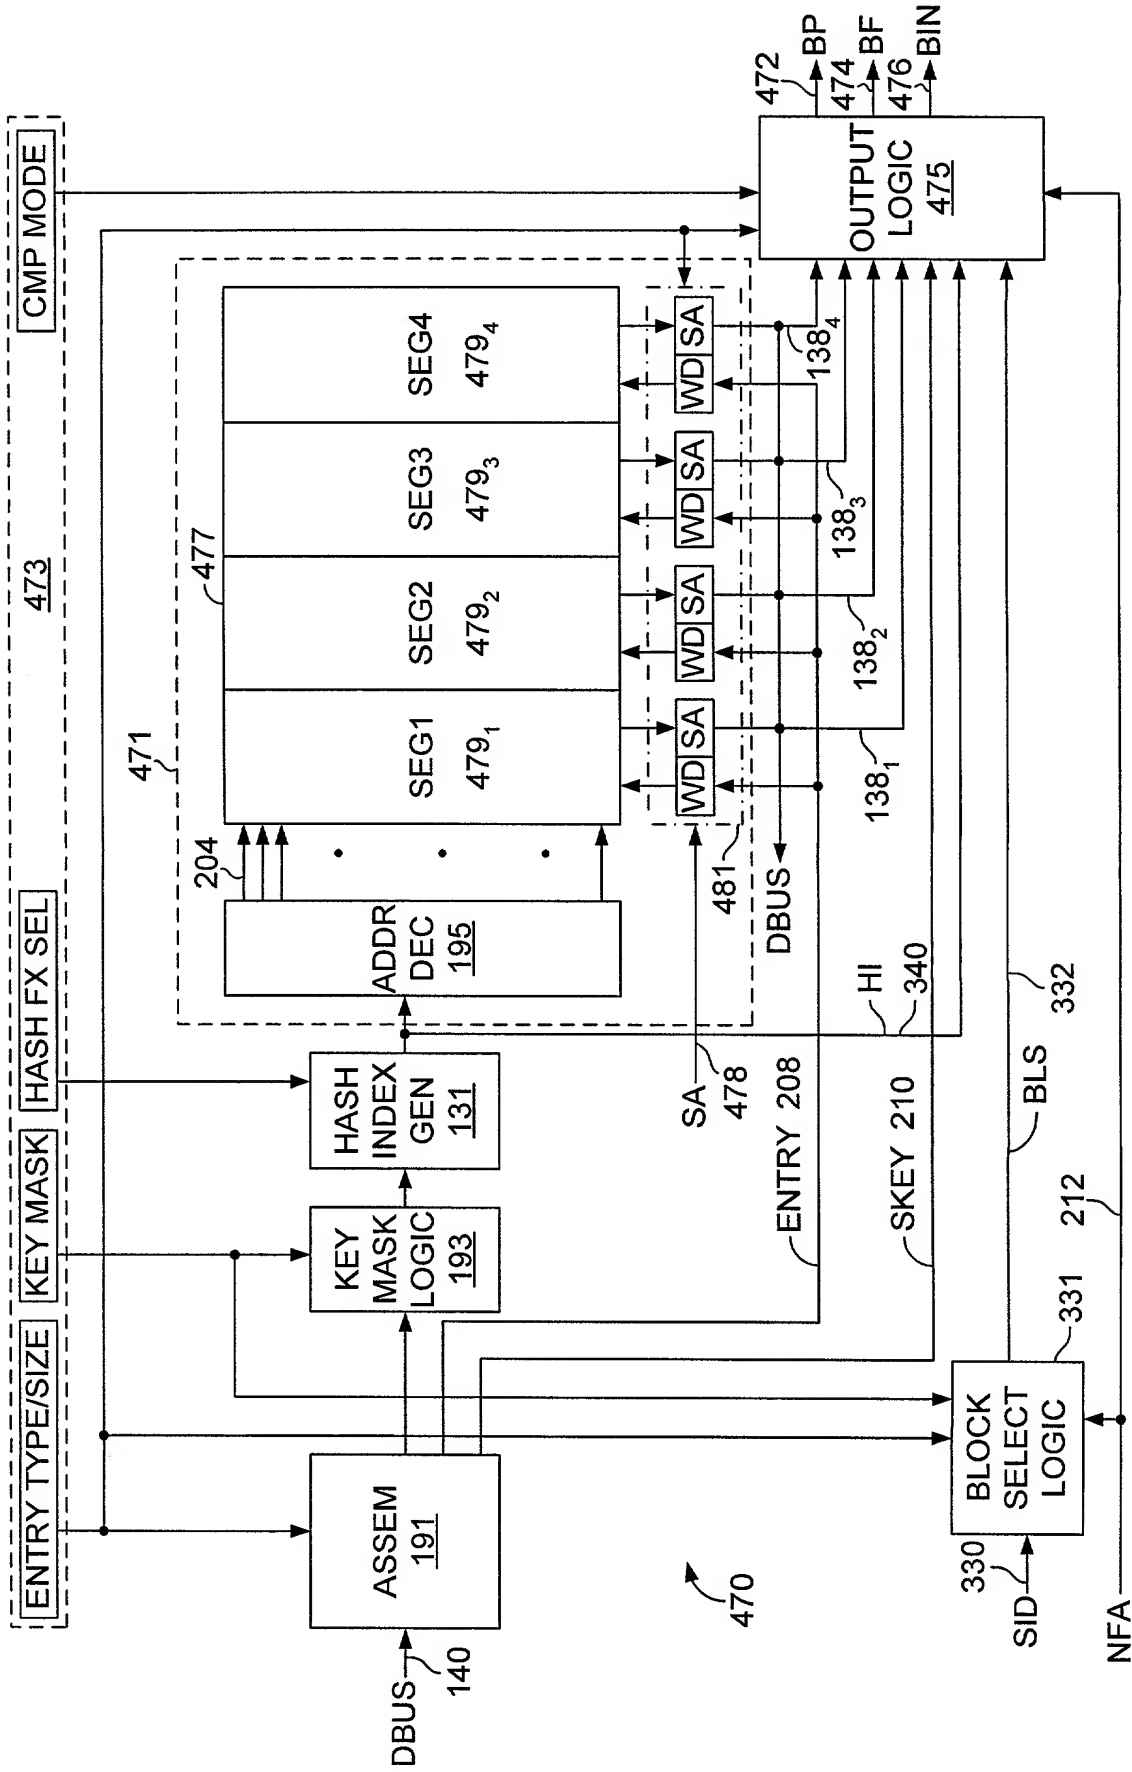 473
ENTRY TYPE/SIZE
KEY MASK
HASH FX SEL
CMP MODE
DBUS
140
ASSEM
191
KEY
MASK
LOGIC
193
HASH
INDEX
GEN
131
471
ADDR
DEC
195
204
477
SEG1
479₁
SEG2
479₂
SEG3
479₃
SEG4
479₄
WD SA
WD SA
WD SA
WD SA
481
SA
478
DBUS
138₁
138₂
138₃
138₄
HI
340
ENTRY 208
SKEY 210
BLS
332
212
470
SID
330
BLOCK
SELECT
LOGIC
331
NFA
OUTPUT
LOGIC
475
472
BP
474
BF
476
BIN